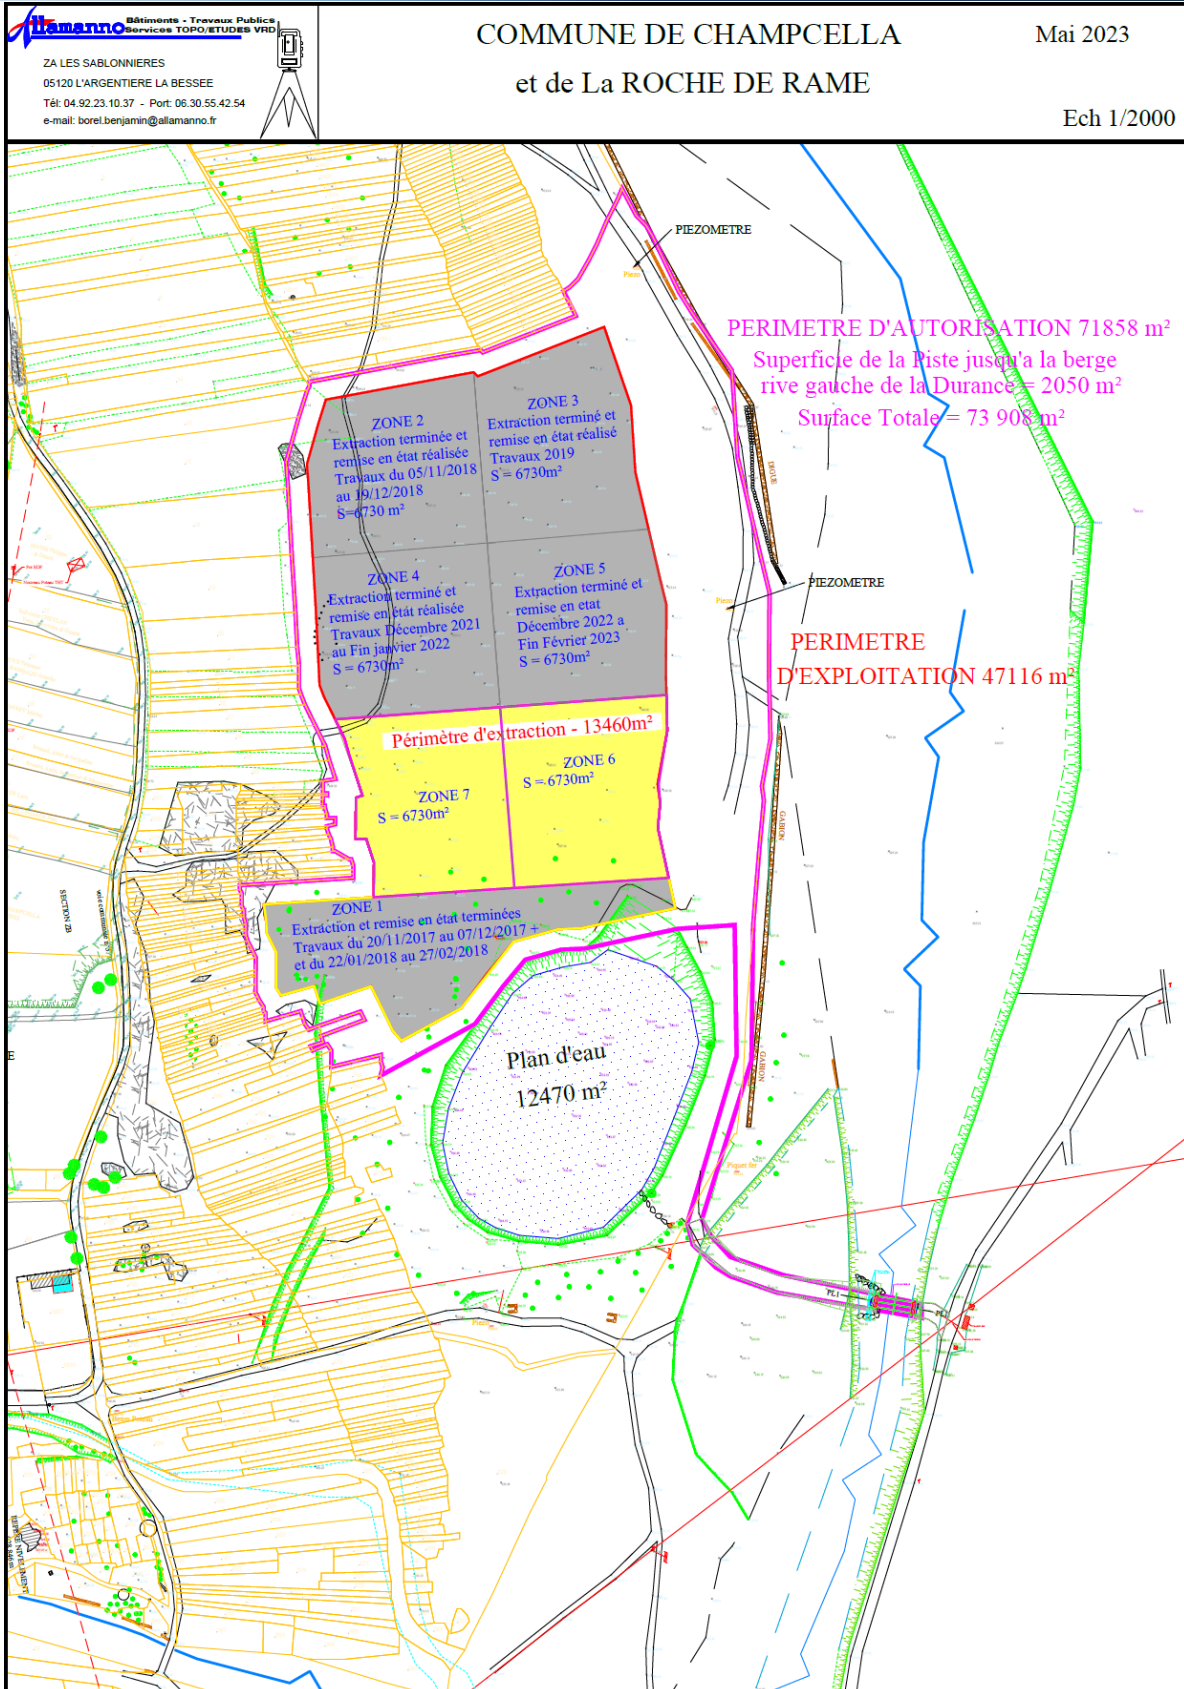 Allamanno
Bâtiments - Travaux Publics
Services TOPO/ETUDES VRD
ZA LES SABLONNIERES
05120 L'ARGENTIERE LA BESSEE
Tél: 04.92.23.10.37 - Port: 06.30.55.42.54
e-mail: borel.benjamin@allamanno.fr
COMMUNE DE CHAMPCELLA
et de La ROCHE DE RAME
Mai 2023
Ech 1/2000
PIEZOMETRE
Piezo
PERIMETRE D'AUTORISATION 71858 m²
Superficie de la Piste jusqu'a la berge
rive gauche de la Durance = 2050 m²
Surface Totale = 73 908 m²
ZONE 2
Extraction terminée et
remise en état réalisée
Travaux du 05/11/2018
au 19/12/2018
S=6730 m²
ZONE 3
Extraction terminé et
remise en état réalisé
Travaux 2019
S = 6730m²
DIGUE
ZONE 4
Extraction terminé et
remise en état réalisée
Travaux Décembre 2021
au Fin janvier 2022
S = 6730m²
ZONE 5
Extraction terminé et
remise en etat
Décembre 2022 a
Fin Février 2023
S = 6730m²
PIEZOMETRE
Piezo
PERIMETRE
D'EXPLOITATION 47116 m²
Périmètre d'extraction - 13460m²
ZONE 6
S = 6730m²
ZONE 7
S = 6730m²
GABION
SECTION ZB
ZONE 1
Extraction et remise en état terminées
Travaux du 20/11/2017 au 07/12/2017 +
et du 22/01/2018 au 27/02/2018
E
Plan d'eau
12470 m²
GABION
Piquet fer
PL1
Piezo
REPERE NIVELLEMENT